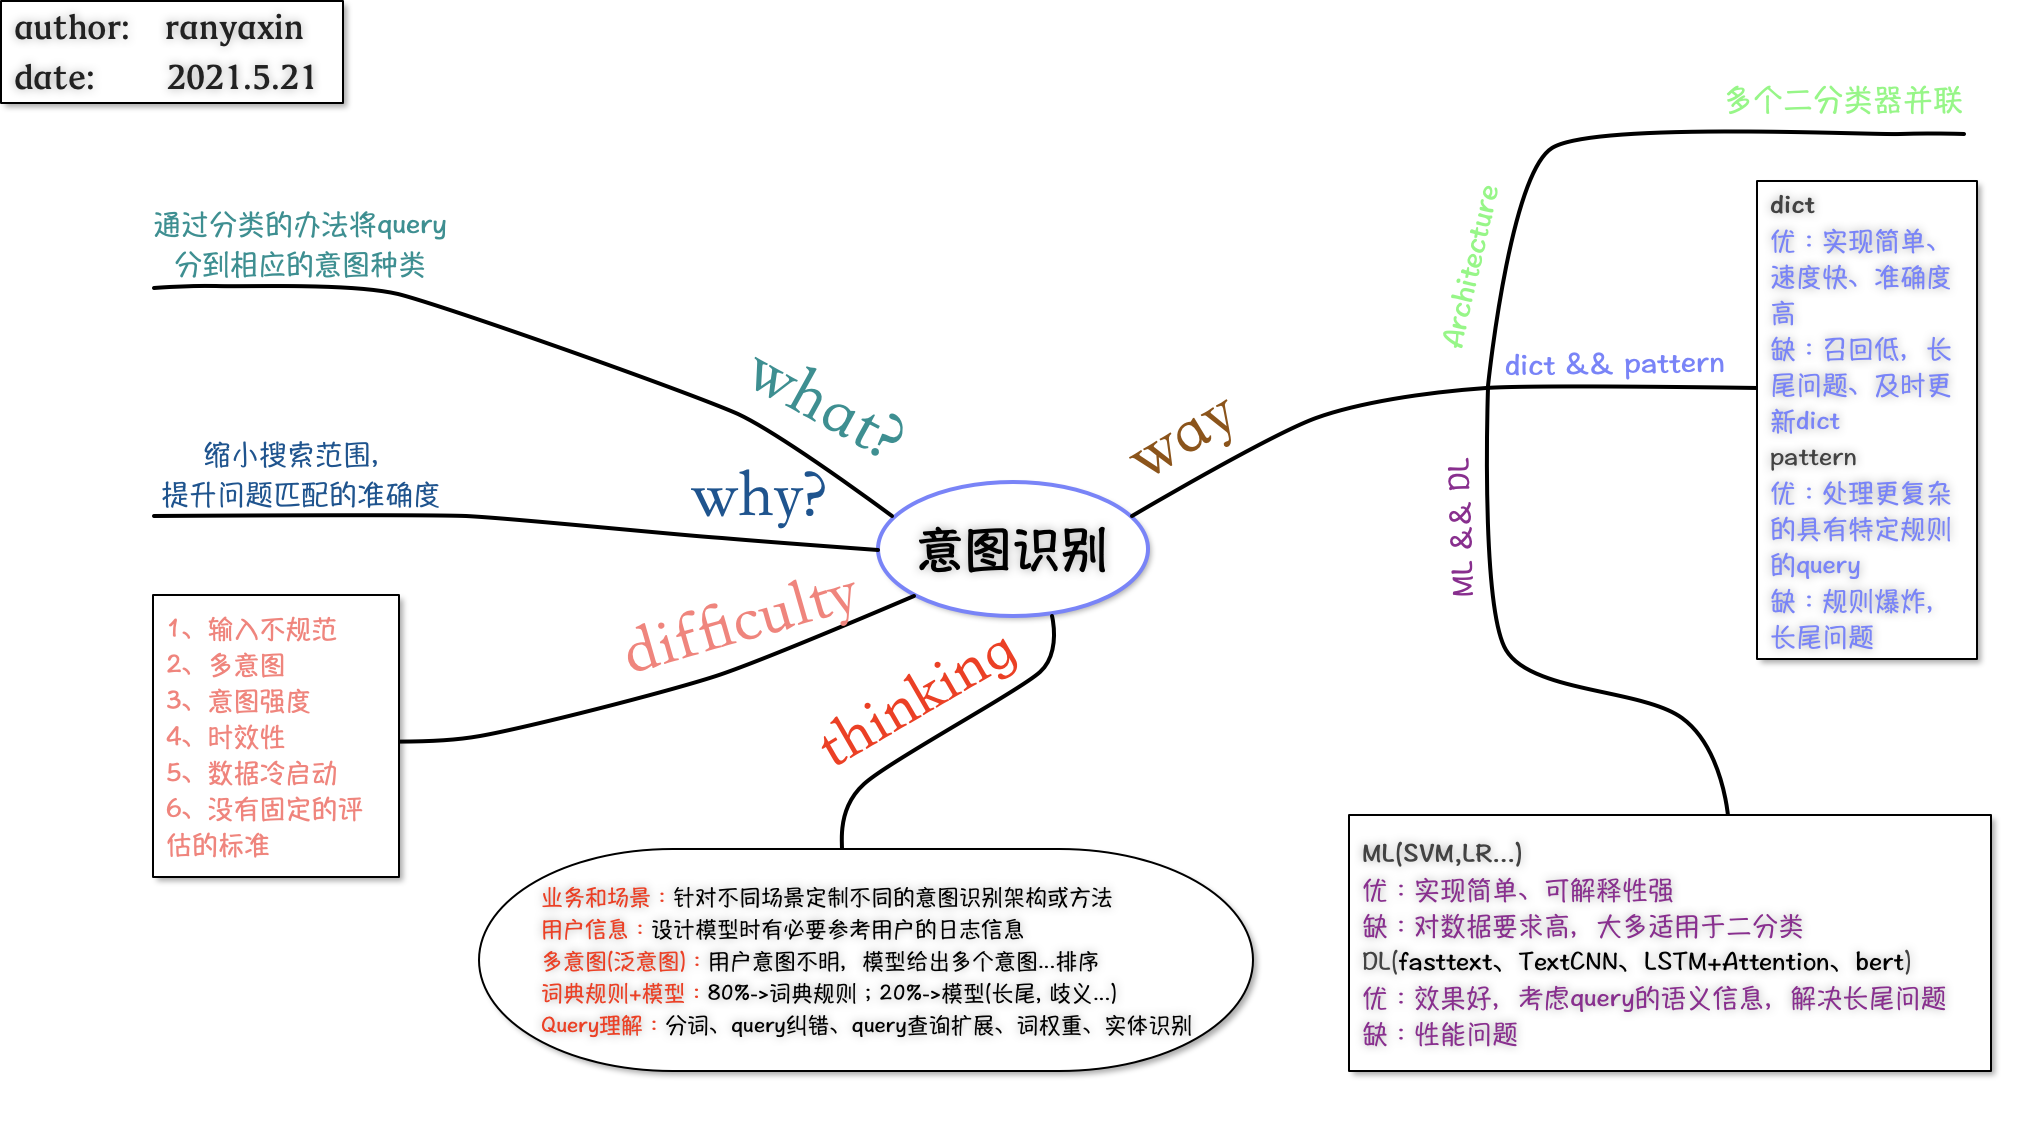 author: ranyaxin
date: 2021.5.21
通过分类的办法将query
分到相应的意图种类
what?
缩小搜索范围,
提升问题匹配的准确度
why?
意图识别
difficulty
1、输入不规范
2、多意图
3、意图强度
4、时效性
5、数据冷启动
6、没有固定的评
估的标准
thinking
业务和场景：针对不同场景定制不同的意图识别架构或方法
用户信息：设计模型时有必要参考用户的日志信息
多意图(泛意图)：用户意图不明，模型给出多个意图...排序
词典规则+模型：80%->词典规则；20%->模型(长尾, 歧义...)
Query理解：分词、query纠错、query查询扩展、词权重、实体识别
way
Architecture
多个二分类器并联
dict && pattern
dict
优：实现简单、
速度快、准确度
高
缺：召回低，长
尾问题、及时更
新dict
pattern
优：处理更复杂
的具有特定规则
的query
缺：规则爆炸，
长尾问题
ML && DL
ML(SVM,LR...)
优：实现简单、可解释性强
缺：对数据要求高，大多适用于二分类
DL(fasttext、TextCNN、LSTM+Attention、bert)
优：效果好，考虑query的语义信息，解决长尾问题
缺：性能问题